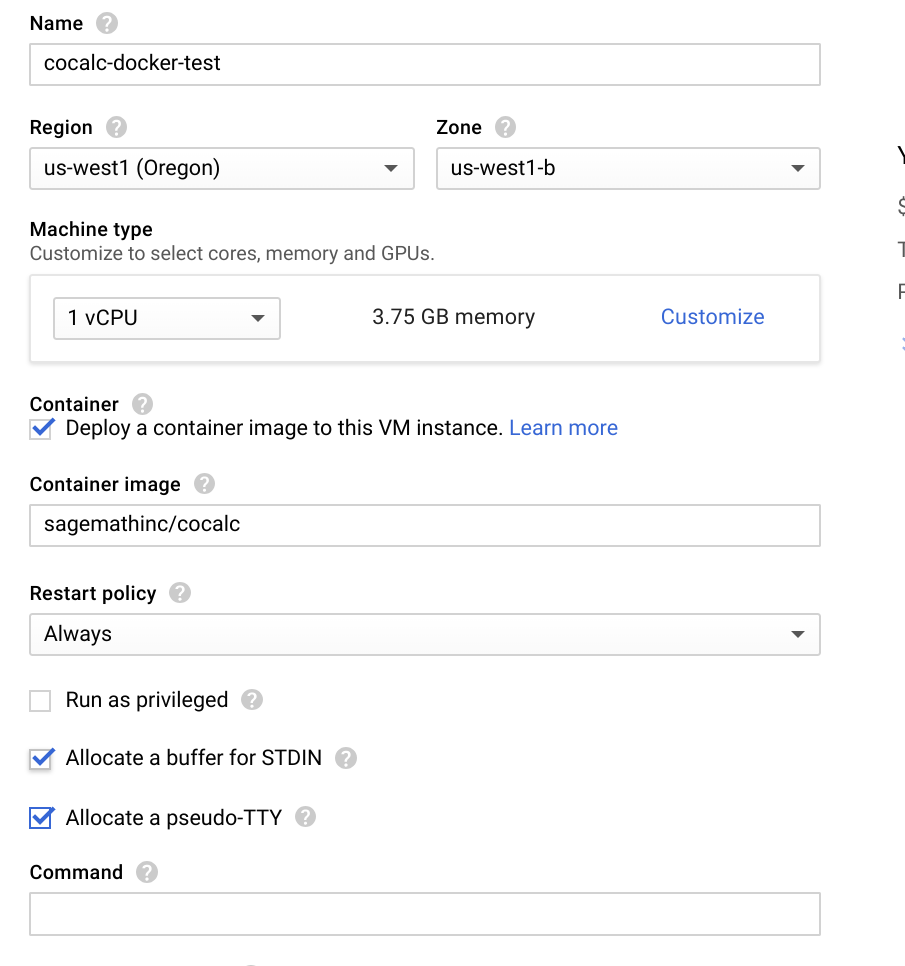 Name
cocalc-docker-test
Region Zone
us-west1 (Oregon) us-west1-b
Machine type
Customize to select cores, memory and GPUs.
1 vCPU 3.75 GB memory Customize
Container
Deploy a container image to this VM instance. Learn more
Container image
sagemathinc/cocalc
Restart policy
Always
Run as privileged
Allocate a buffer for STDIN
Allocate a pseudo-TTY
Command